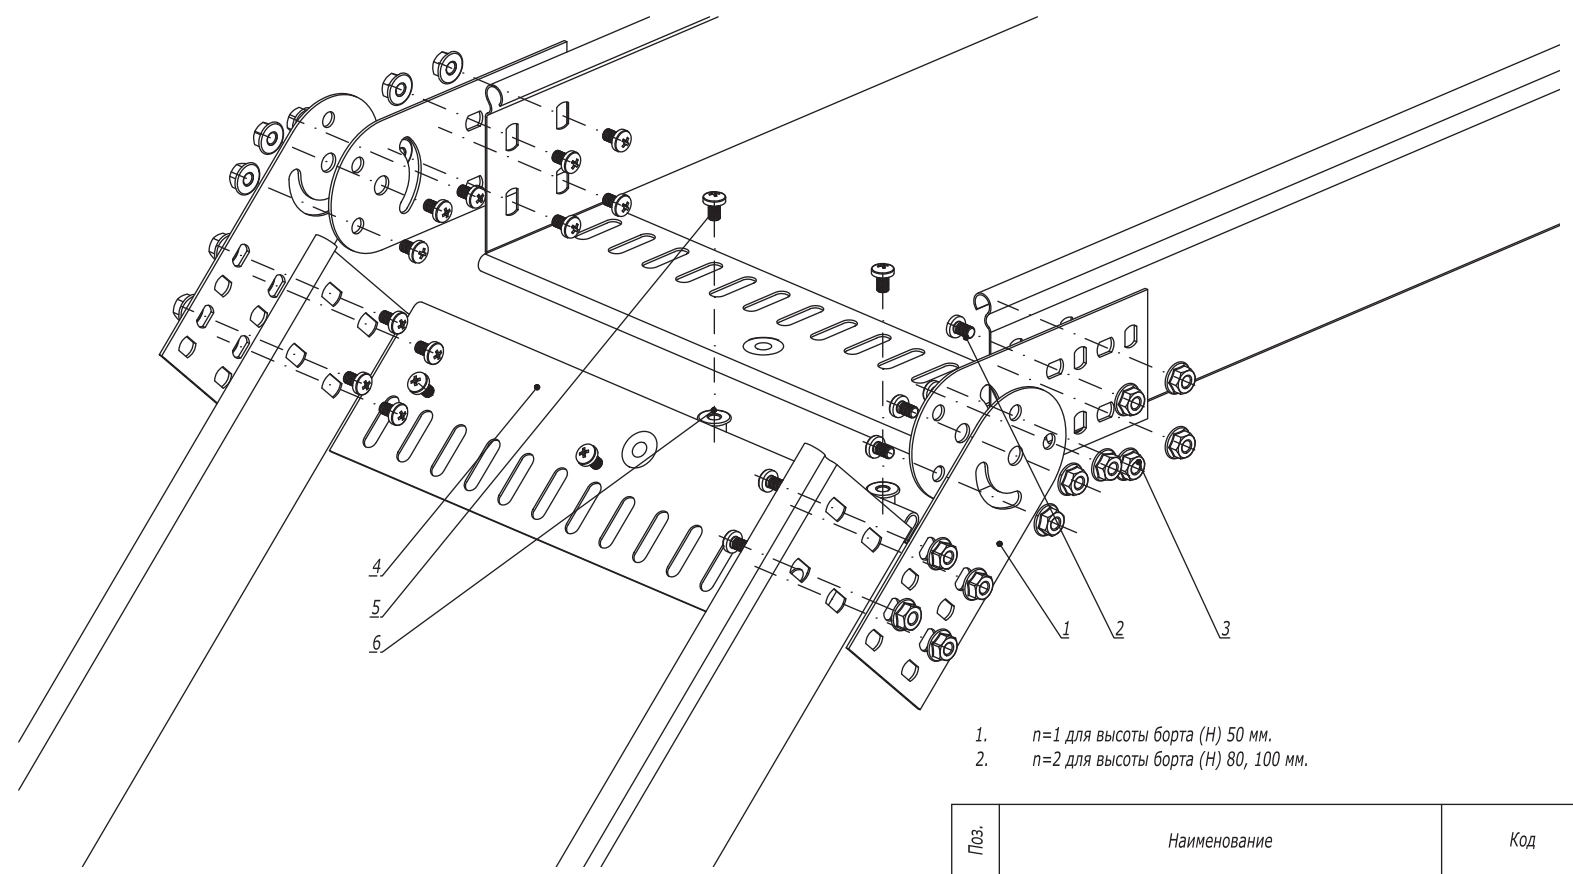 4
5
6
1
2
3
1. n=1 для высоты борта (H) 50 мм.
2. n=2 для высоты борта (H) 80, 100 мм.
Поз. Наименование Код